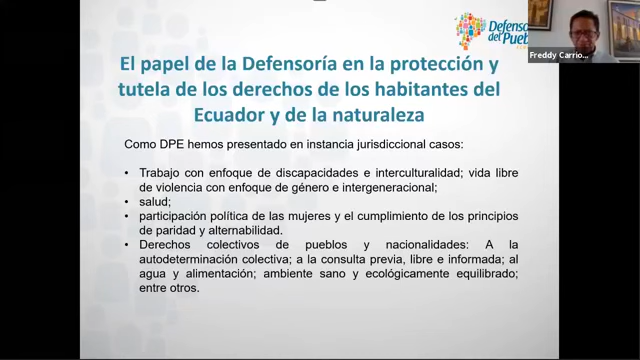 Defenso
del Pueb
Freddy Carrio...
El papel de la Defensoría en la protección y
tutela de los derechos de los habitantes del
Ecuador y de la naturaleza
Como DPE hemos presentado en instancia jurisdiccional casos:
• Trabajo con enfoque de discapacidades e interculturalidad; vida libre
de violencia con enfoque de género e intergeneracional;
• salud;
• participación política de las mujeres y el cumplimiento de los principios
de paridad y alternabilidad.
• Derechos colectivos de pueblos y nacionalidades: A la
autodeterminación colectiva; a la consulta previa, libre e informada; al
agua y alimentación; ambiente sano y ecológicamente equilibrado;
entre otros.